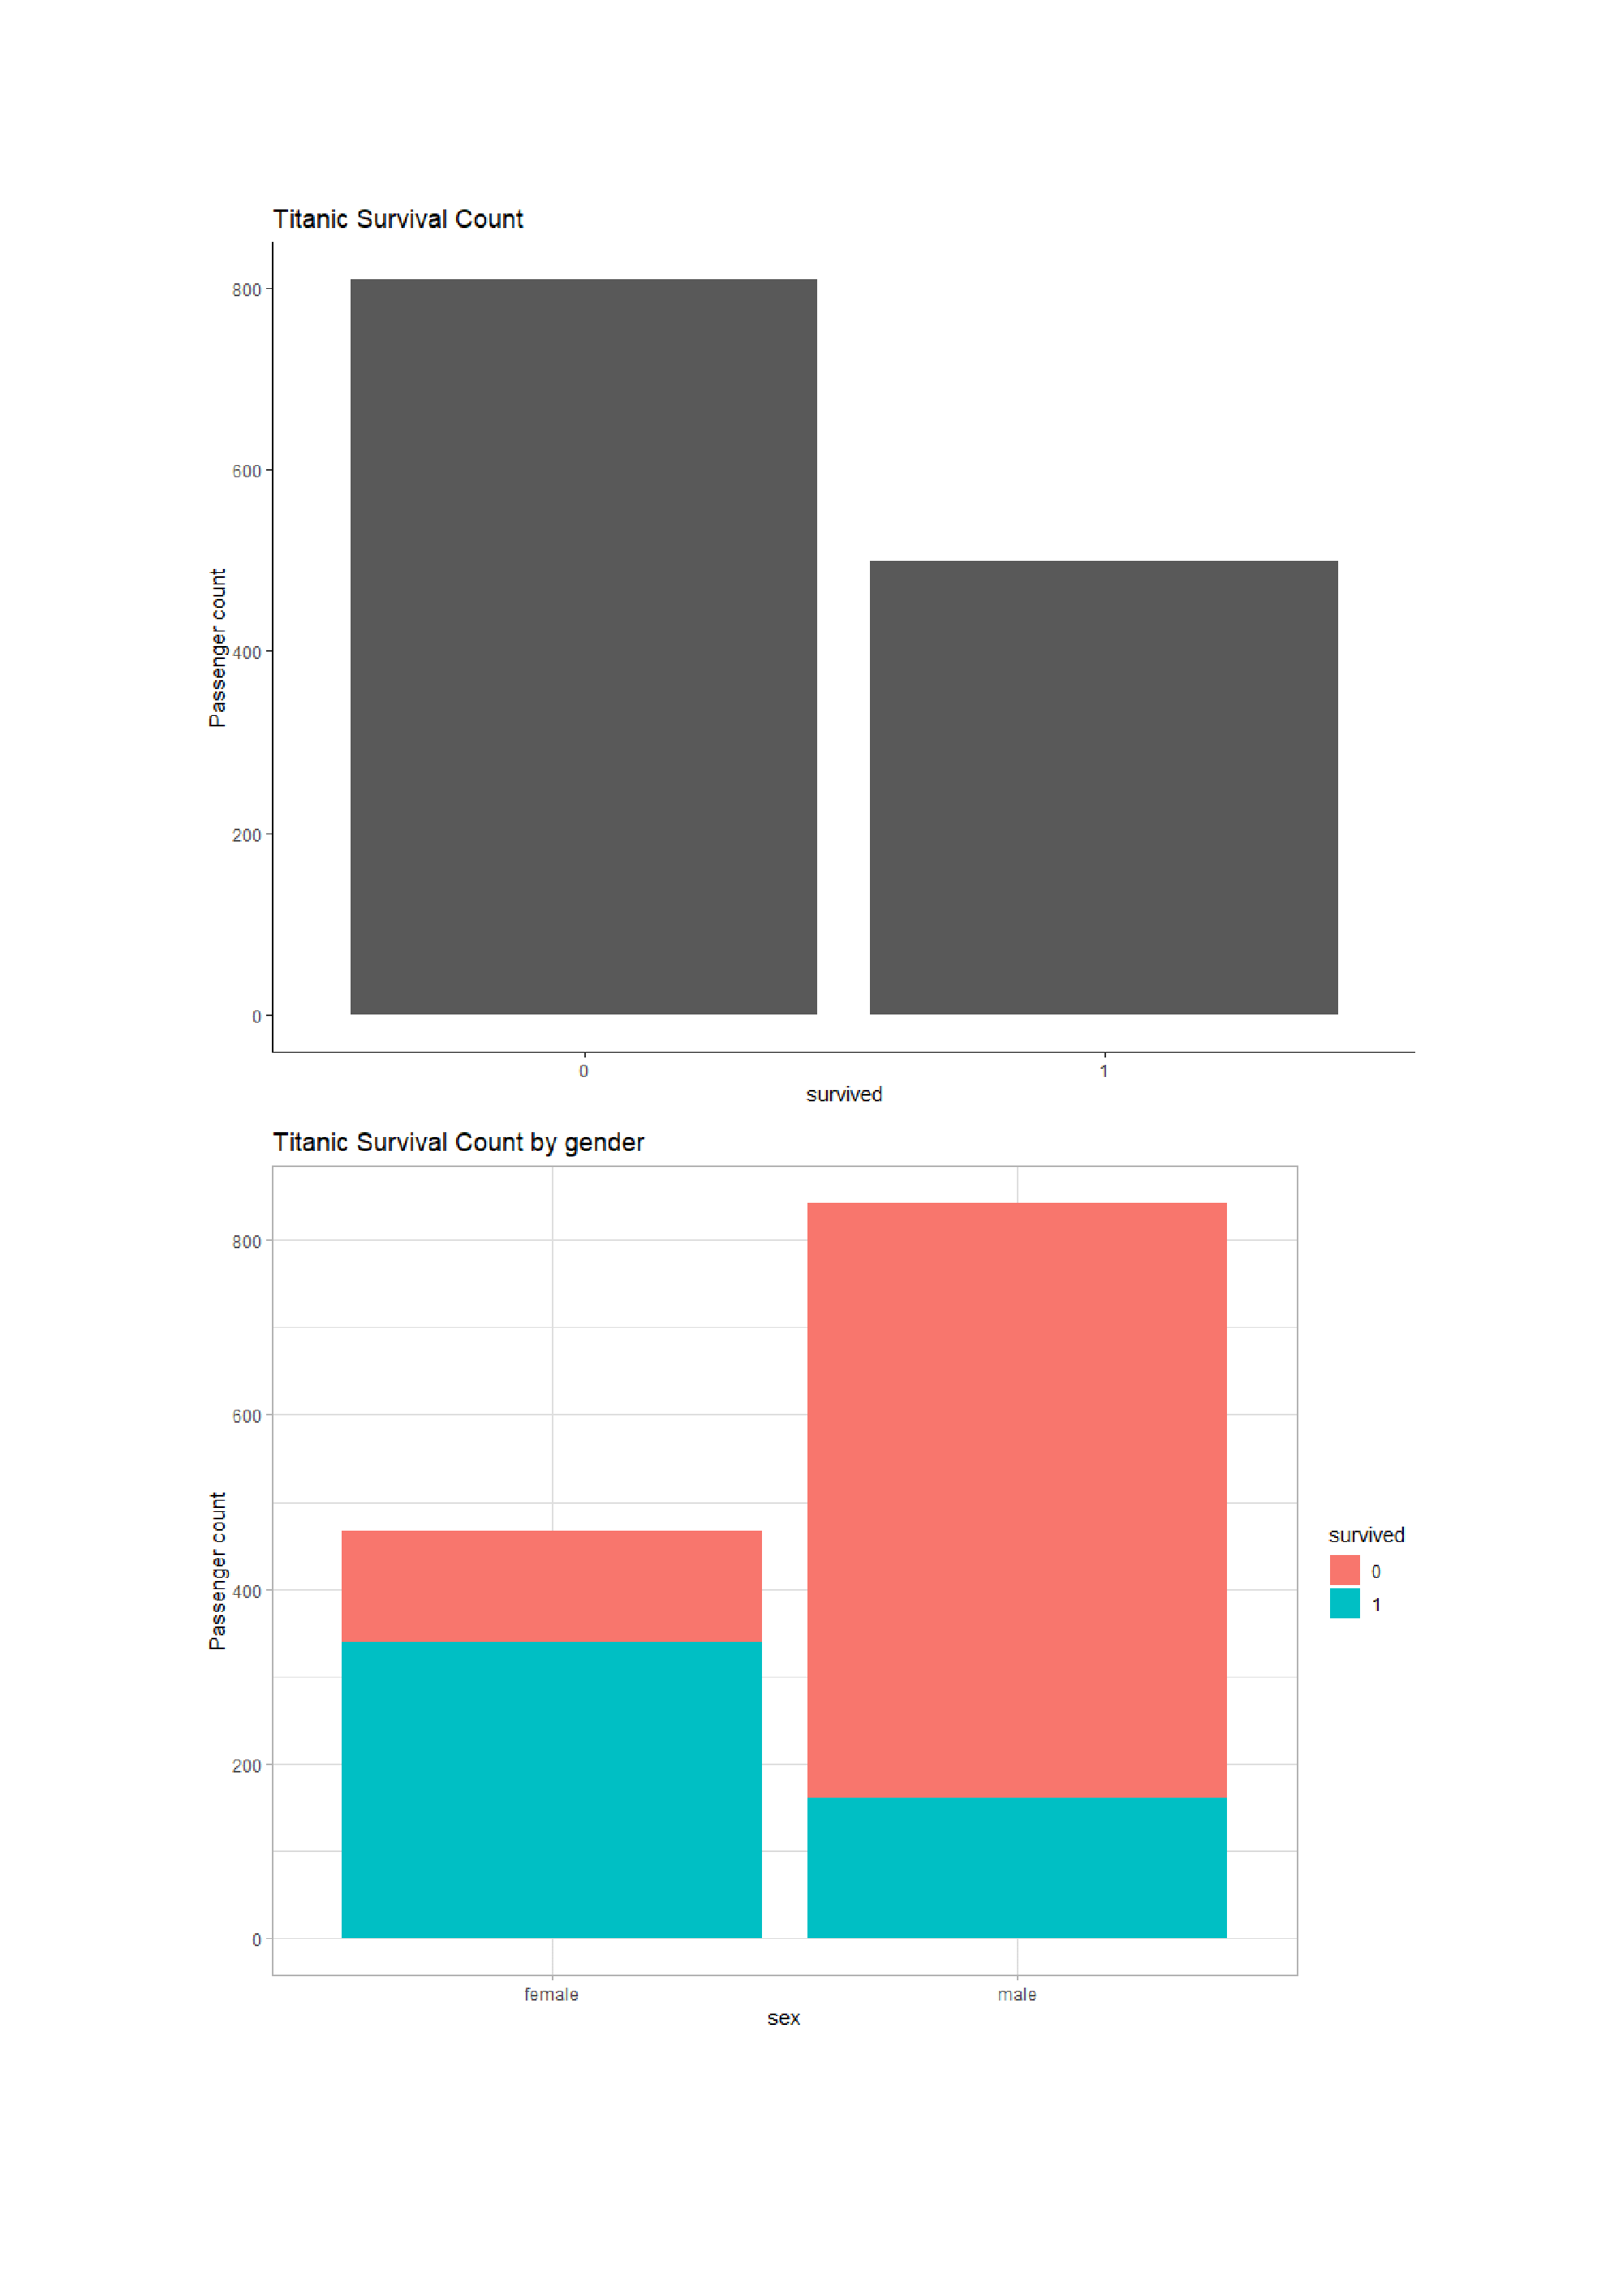 Titanic Survival Count
800
600
400
200
0
Passenger count
0 1
survived
Titanic Survival Count by gender
800
600
400
200
0
Passenger count
female male
sex
survived
0
1